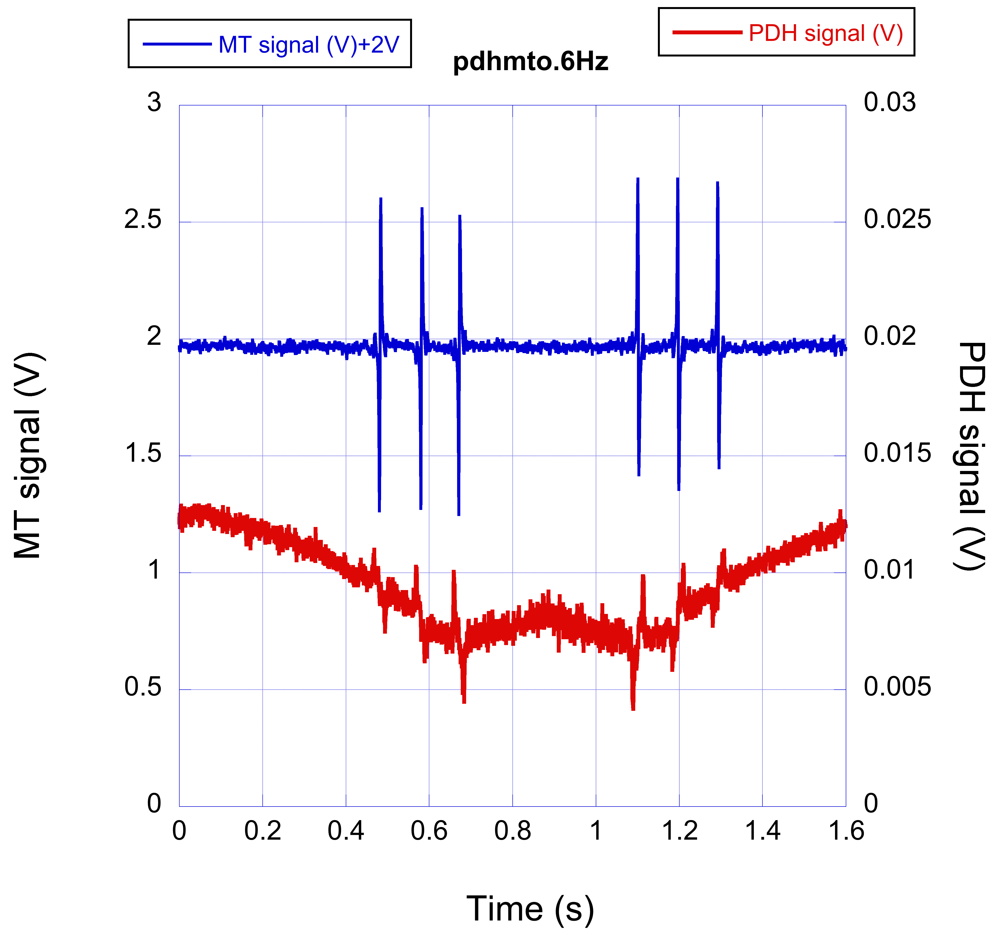 MT signal (V)+2V
PDH signal (V)
pdhmto.6Hz
3
2.5
2
1.5
1
0.5
0
0.03
0.025
0.02
0.015
0.01
0.005
0
MT signal (V)
PDH signal (V)
0 0.2 0.4 0.6 0.8 1 1.2 1.4 1.6
Time (s)